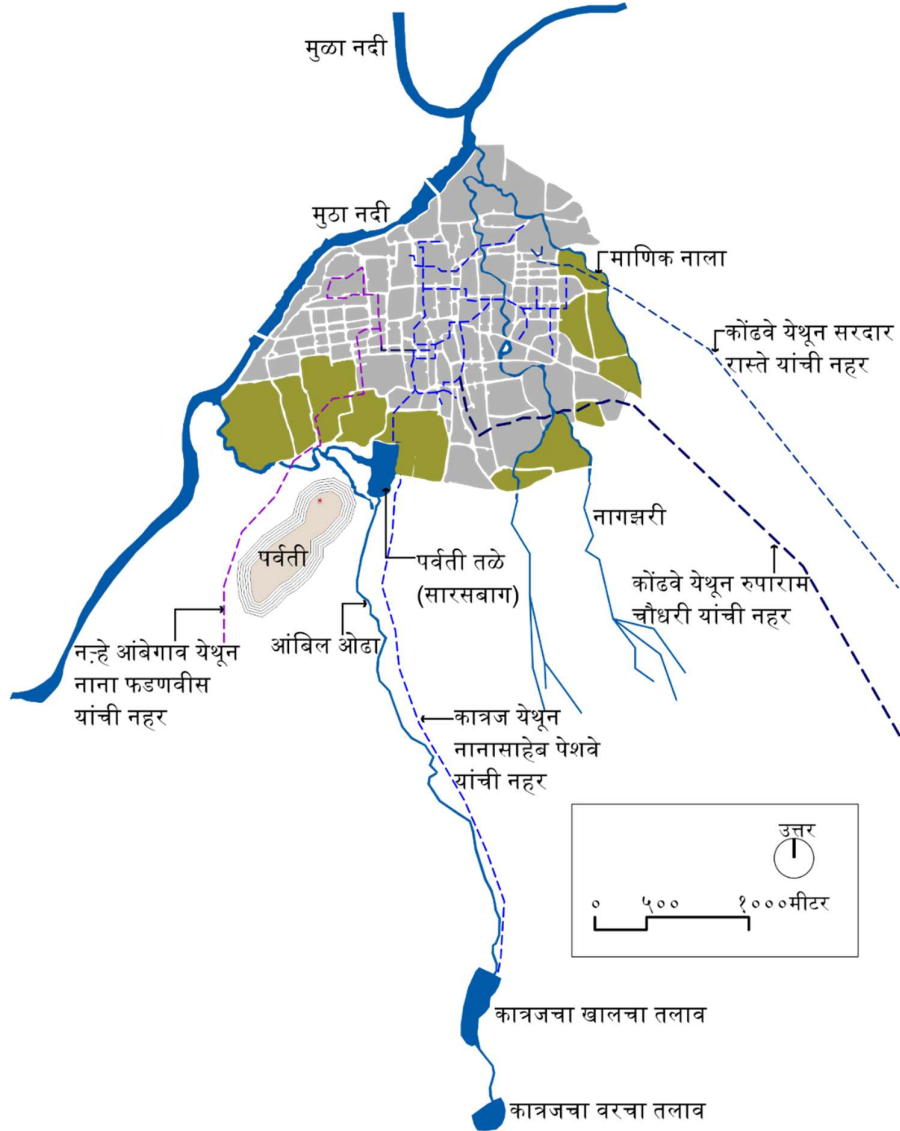 मुळा नदी
मुठा नदी
माणिक नाला
कोंढवे येथून सरदार
रास्ते यांची नहर
नागझरी
पर्वती
पर्वती तळे
(सारसबाग)
कोंढवे येथून रुपाराम
चौधरी यांची नहर
नऱ्हे आंबेगाव येथून
नाना फडणवीस
यांची नहर
आंबिल ओढा
कात्रज येथून
नानासाहेब पेशवे
यांची नहर
उत्तर
० ५०० १०००मीटर
कात्रजचा खालचा तलाव
कात्रजचा वरचा तलाव